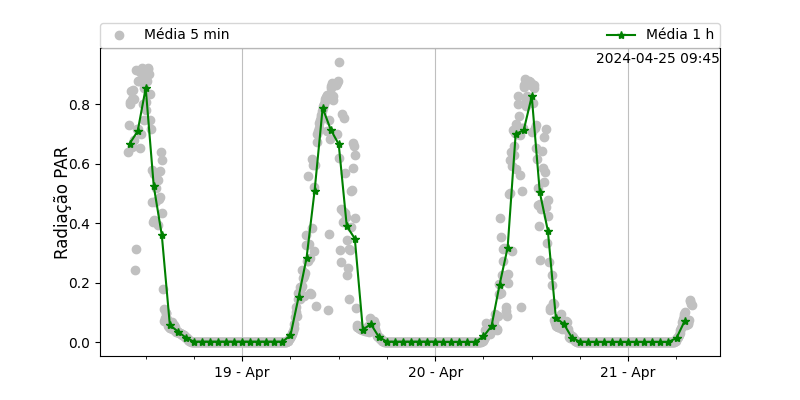 Média 5 min
Média 1 h
2024-04-25 09:45
Radiação PAR
0.8
0.6
0.4
0.2
0.0
19 - Apr
20 - Apr
21 - Apr